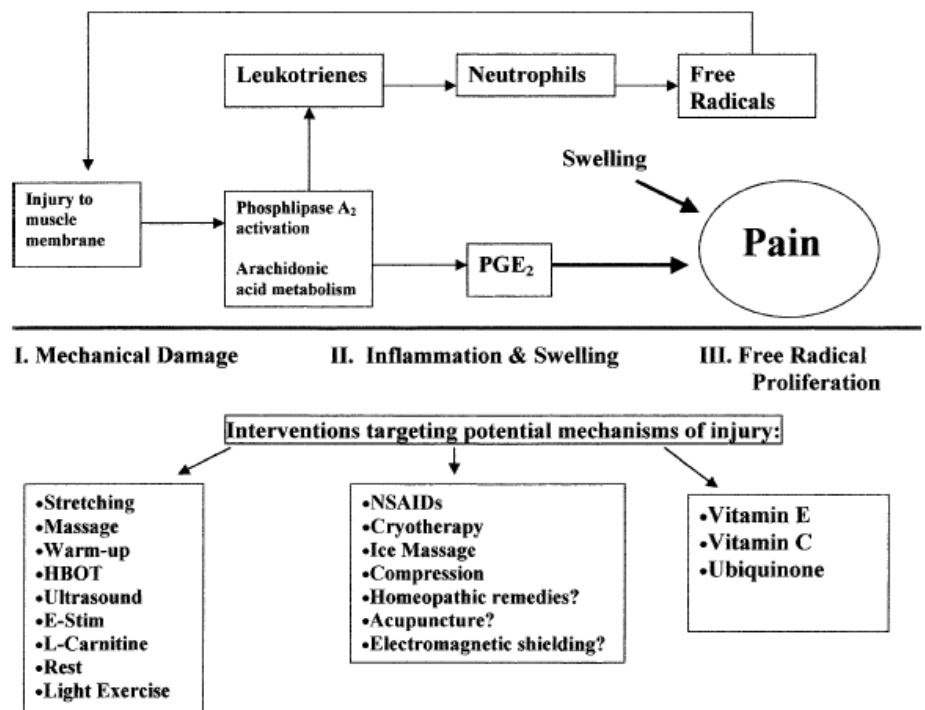 Leukotrienes
Neutrophils
Free
Radicals
Swelling
Injury to
muscle
membrane
Phosphlipase A₂
activation
Arachidonic
acid metabolism
PGE₂
Pain
I. Mechanical Damage
II. Inflammation & Swelling
III. Free Radical
Proliferation
Interventions targeting potential mechanisms of injury:
•Stretching
•Massage
•Warm-up
•HBOT
•Ultrasound
•E-Stim
•L-Carnitine
•Rest
•Light Exercise
•NSAIDs
•Cryotherapy
•Ice Massage
•Compression
•Homeopathic remedies?
•Acupuncture?
•Electromagnetic shielding?
•Vitamin E
•Vitamin C
•Ubiquinone